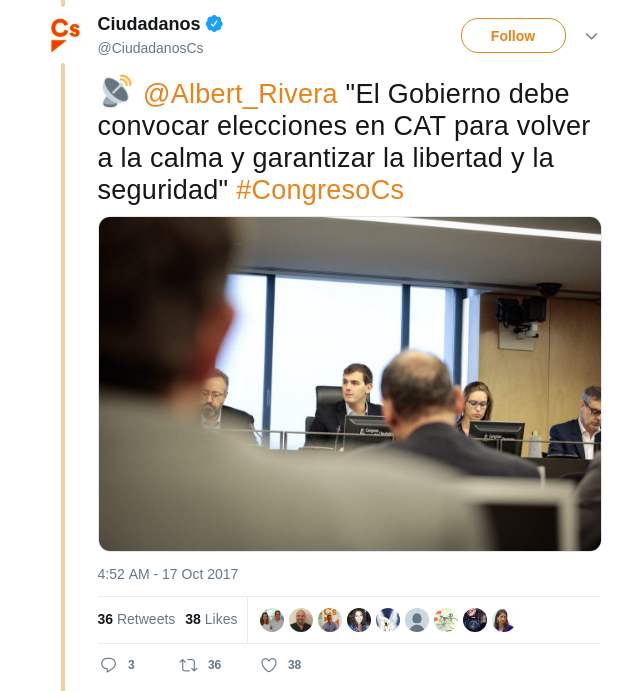 Cs
Ciudadanos
@CiudadanosCs
Follow
@Albert_Rivera "El Gobierno debe
convocar elecciones en CAT para volver
a la calma y garantizar la libertad y la
seguridad" #CongresoCs
4:52 AM - 17 Oct 2017
36 Retweets 38 Likes
3 36 38